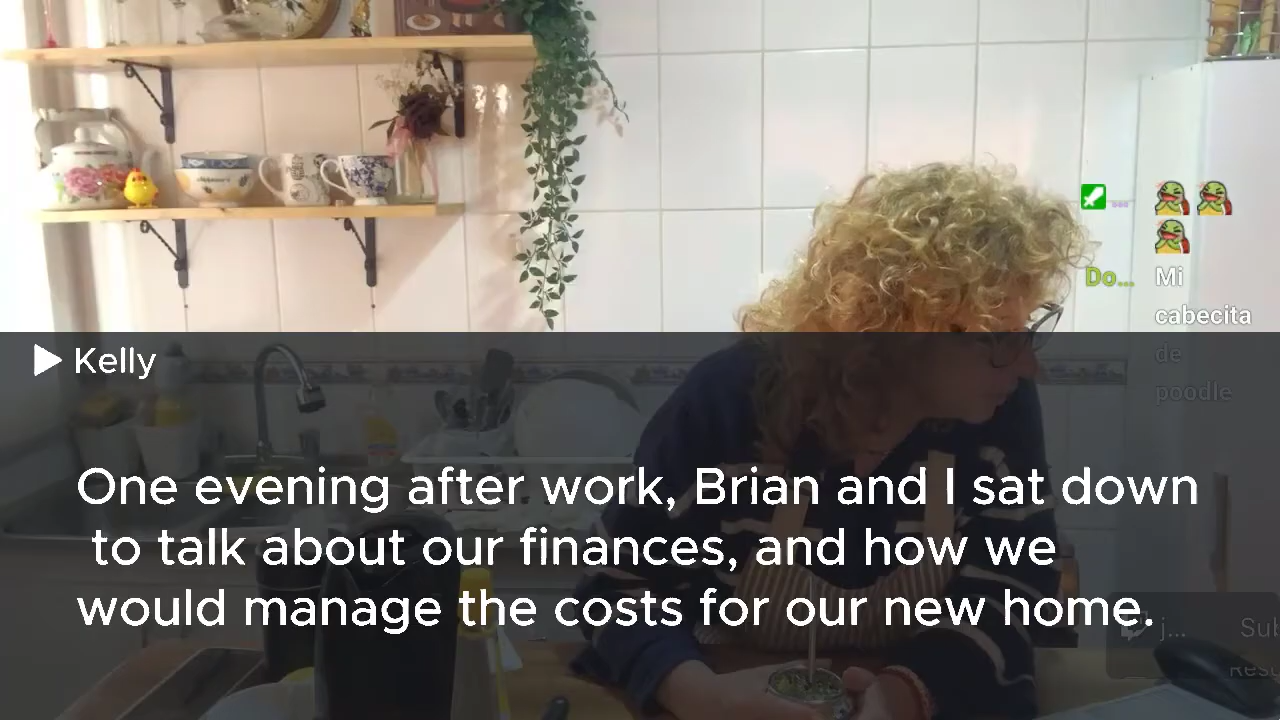 Do...
Mi
cabecita
de
poodle
Kelly
One evening after work, Brian and I sat down
to talk about our finances, and how we
would manage the costs for our new home.
j...